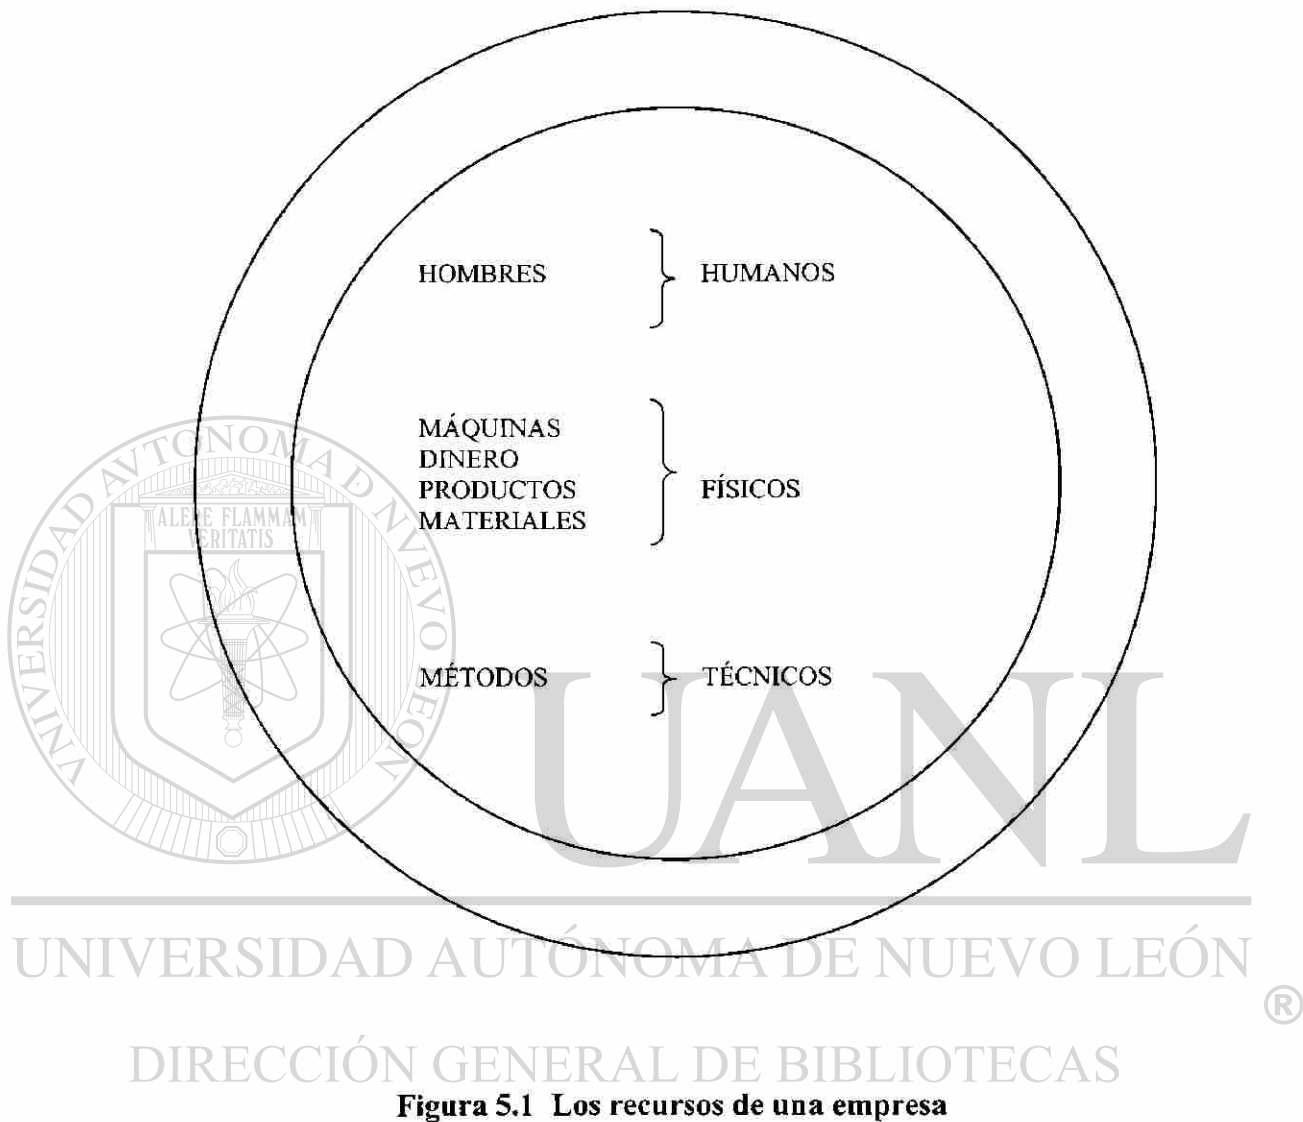 HOMBRES HUMANOS
MÁQUINAS
DINERO
PRODUCTOS FÍSICOS
MATERIALES
MÉTODOS TÉCNICOS
UNIVERSIDAD AUTÓNOMA DE NUEVO LEÓN
ALERE FLAMMAM
VERITATIS
UANL
UNIVERSIDAD AUTÓNOMA DE NUEVO LEÓN
®
DIRECCIÓN GENERAL DE BIBLIOTECAS
Figura 5.1 Los recursos de una empresa